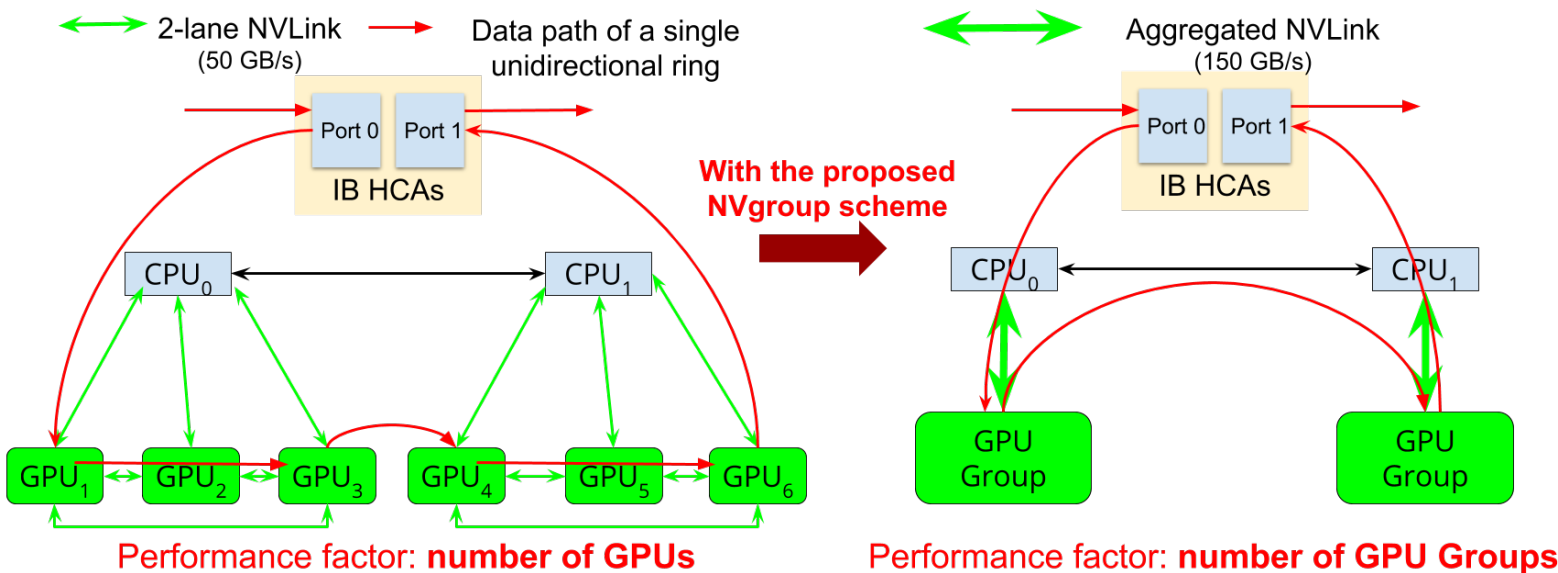 2-lane NVLink
(50 GB/s)
Data path of a single
unidirectional ring
Port 0
Port 1
IB HCAs
CPU0
CPU1
GPU1
GPU2
GPU3
GPU4
GPU5
GPU6
Performance factor: number of GPUs
With the proposed
NVgroup scheme
Aggregated NVLink
(150 GB/s)
Port 0
Port 1
IB HCAs
CPU0
CPU1
GPU
Group
GPU
Group
Performance factor: number of GPU Groups